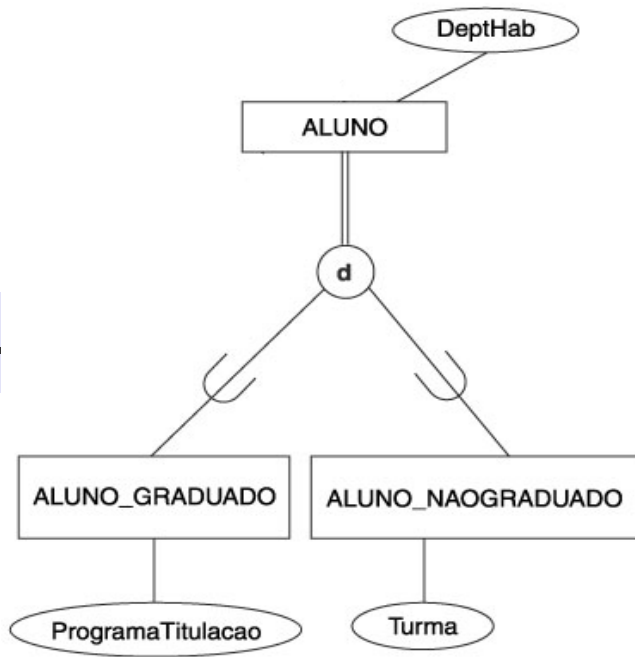 DeptHab
ALUNO
d
ALUNO_GRADUADO
ALUNO_NAOGRADUADO
ProgramaTitulacao
Turma